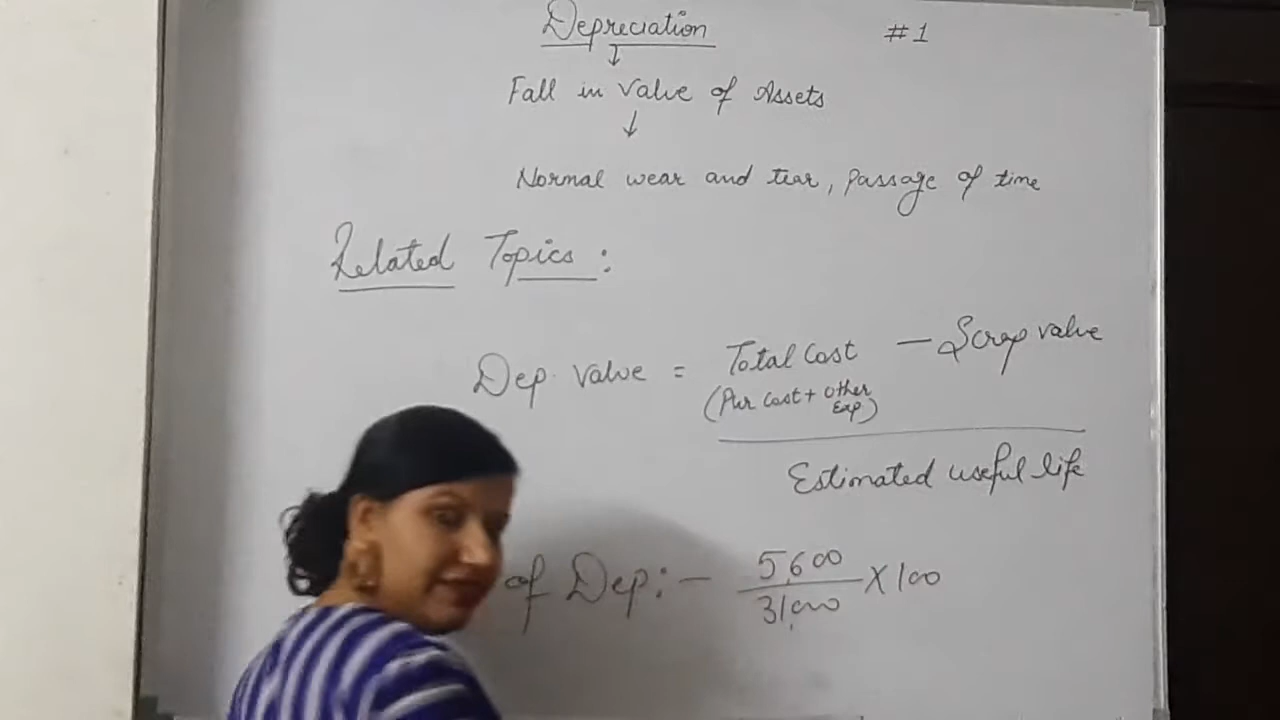 Depreciation #1
↓
Fall in Value of Assets
↓
Normal wear and tear, passage of time
Related Topics :
Dep. Value = Total Cost — Scrap value
(Pur Cost + Other Exp)
Estimated useful life
of Dep:- 5,600 / 31,000 × 100